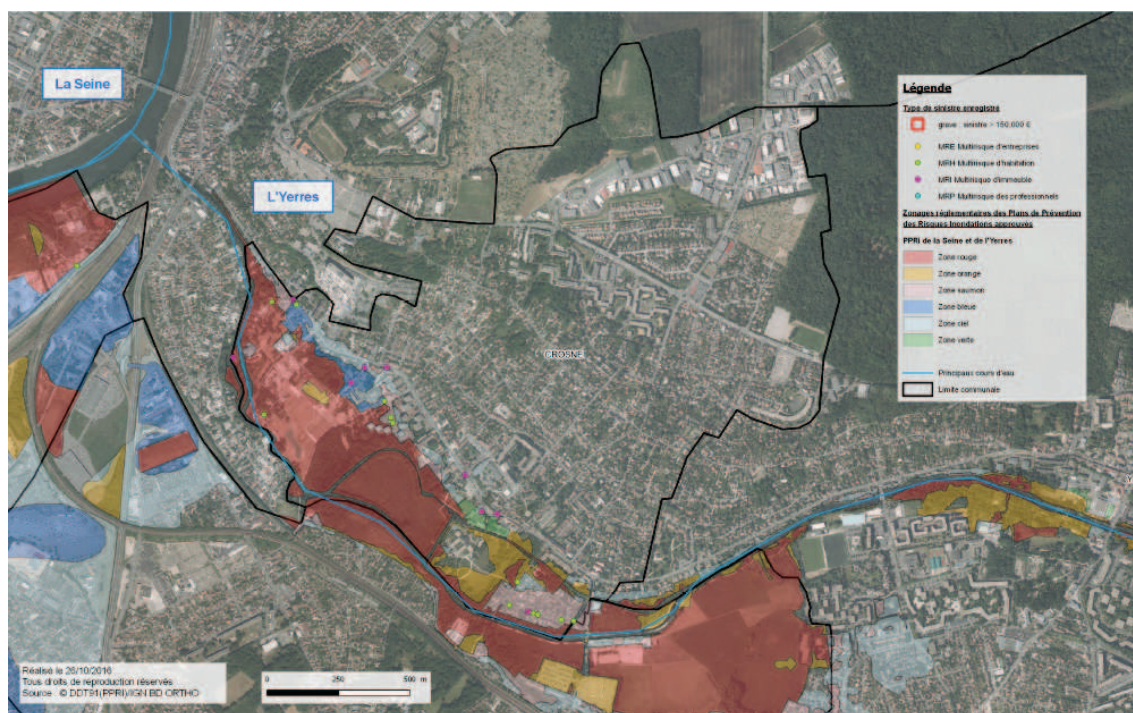 La Seine
L'Yerres
CROSNE
Légende
Type de sinistre enregistré
grave : sinistre > 150.000 €
MRE Multirisque d'entreprises
MRH Multirisque d'habitation
MRI Multirisque d'immeuble
MRP Multirisque des professionnels
Zonages réglementaires des Plans de Prévention
des Risques Inondations approuvés
PPRI de la Seine et de l'Yerres
Zone rouge
Zone orange
Zone saumon
Zone bleue
Zone ciel
Zone verte
Principaux cours d'eau
Limite communale
Réalisé le 26/10/2016
Tous droits de reproduction réservés
Source : © DDT91(PPRI)/IGN BD ORTHO
0 250 500 m